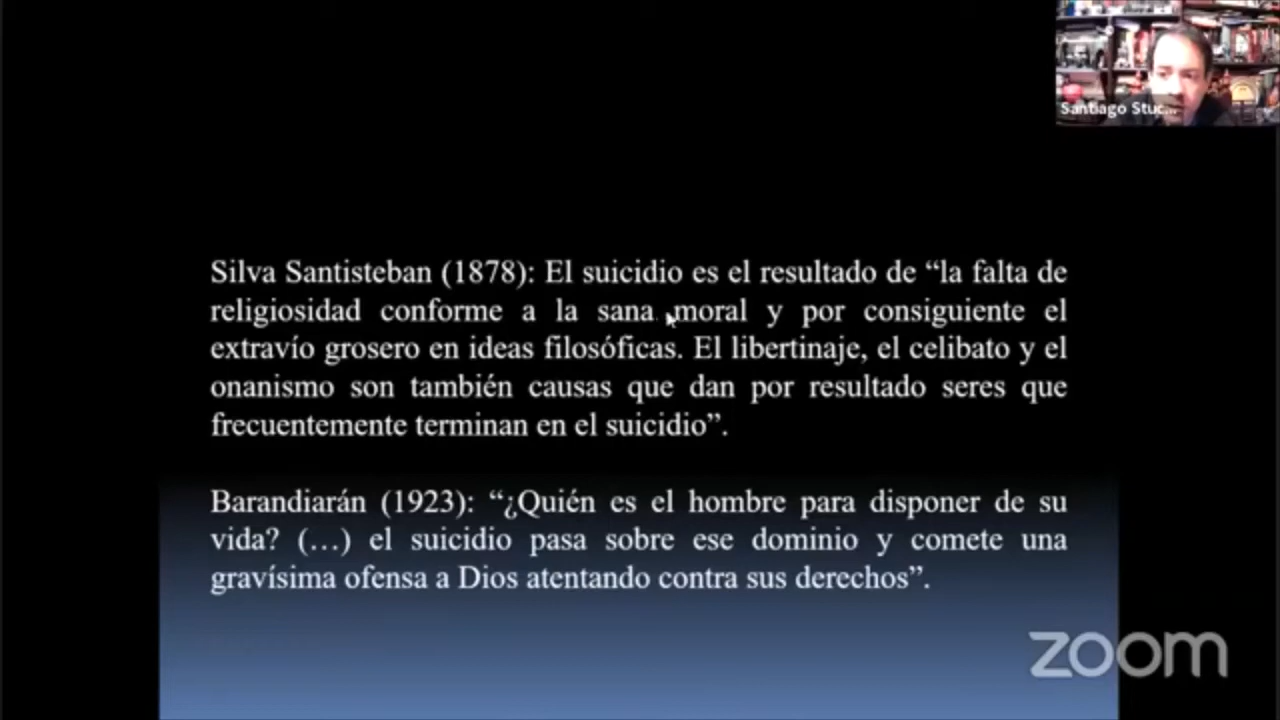 Santiago Stuc...
Silva Santisteban (1878): El suicidio es el resultado de “la falta de
religiosidad conforme a la sana moral y por consiguiente el
extravío grosero en ideas filosóficas. El libertinaje, el celibato y el
onanismo son también causas que dan por resultado seres que
frecuentemente terminan en el suicidio”.
Barandiarán (1923): “¿Quién es el hombre para disponer de su
vida? (…) el suicidio pasa sobre ese dominio y comete una
gravísima ofensa a Dios atentando contra sus derechos”.
zoom